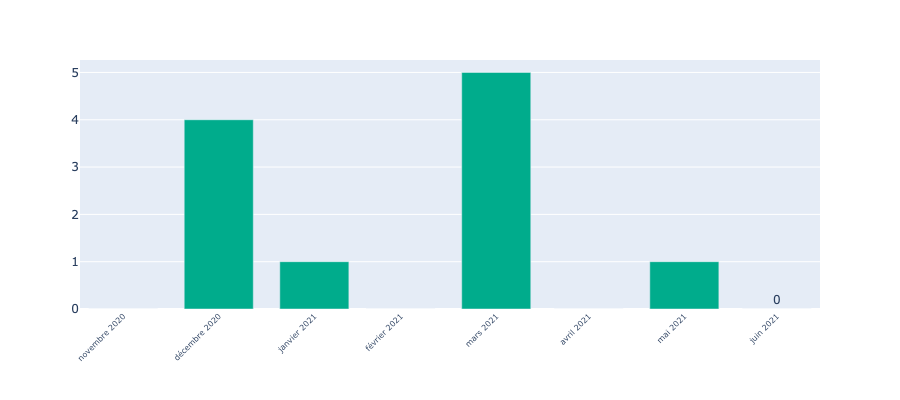 5
4
3
2
1
0
0
novembre 2020
décembre 2020
janvier 2021
février 2021
mars 2021
avril 2021
mai 2021
juin 2021